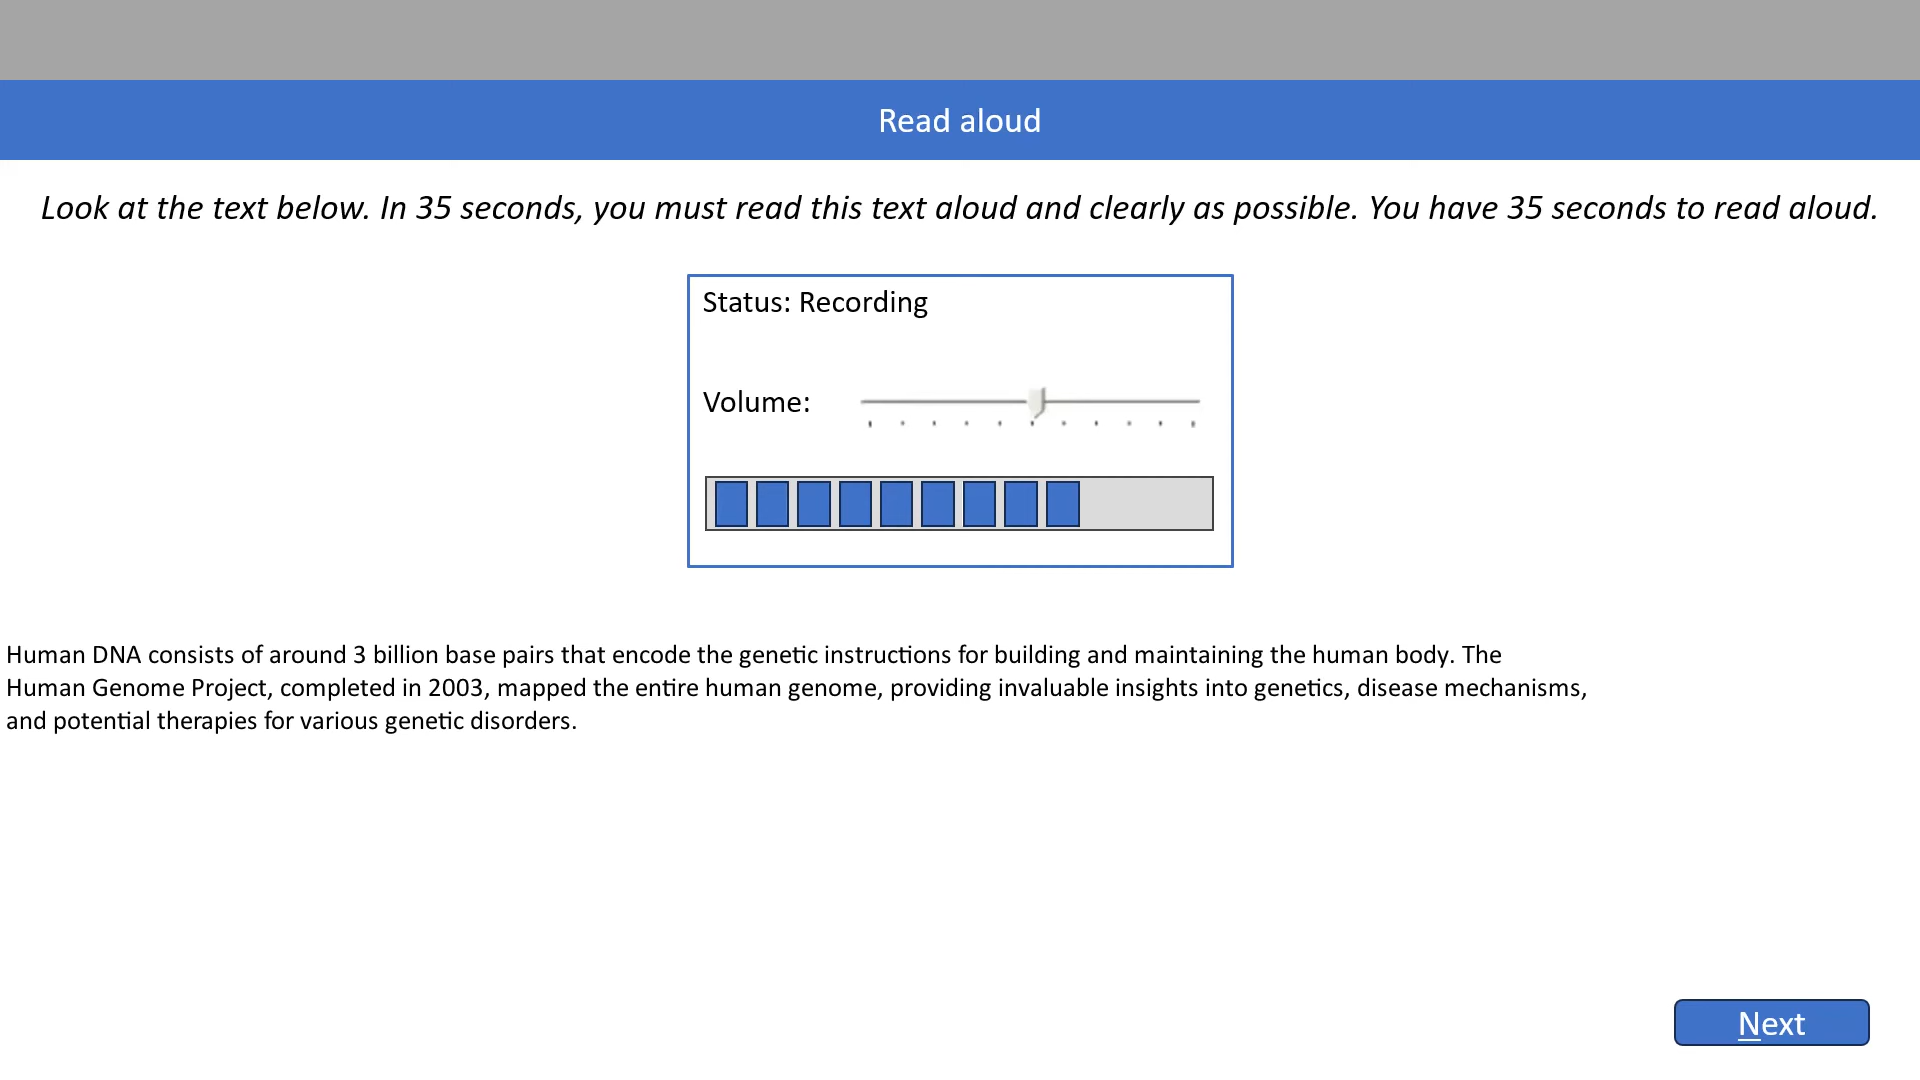 Read aloud
Look at the text below. In 35 seconds, you must read this text aloud and clearly as possible. You have 35 seconds to read aloud.
Status: Recording
Volume:
Human DNA consists of around 3 billion base pairs that encode the genetic instructions for building and maintaining the human body. The
Human Genome Project, completed in 2003, mapped the entire human genome, providing invaluable insights into genetics, disease mechanisms,
and potential therapies for various genetic disorders.
Next